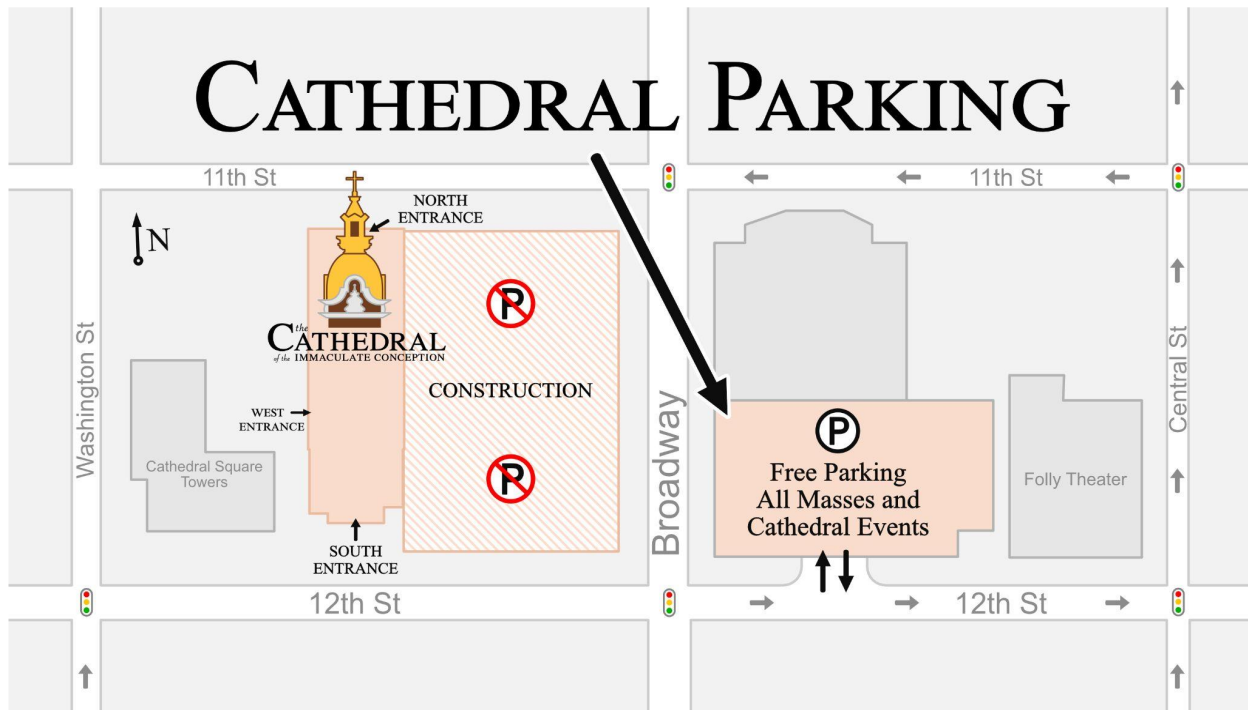 CATHEDRAL PARKING
11th St
11th St
NORTH
ENTRANCE
N
the
CATHEDRAL
of the IMMACULATE CONCEPTION
P
CONSTRUCTION
WEST
ENTRANCE
P
Cathedral Square
Towers
SOUTH
ENTRANCE
Washington St
Broadway
P
Free Parking
All Masses and
Cathedral Events
Folly Theater
Central St
12th St
12th St